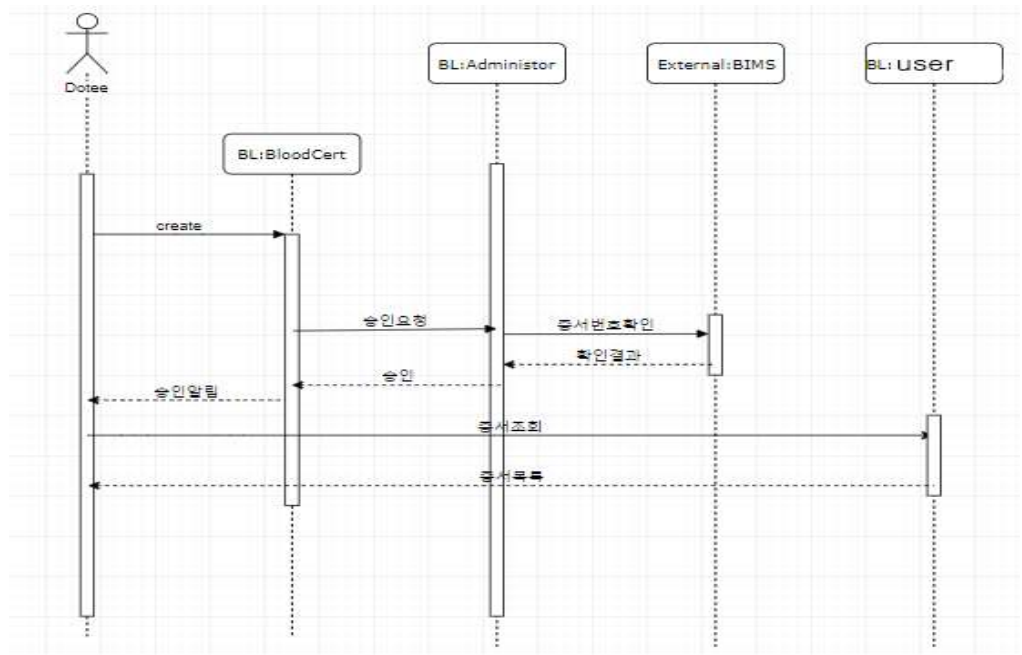 BL:Administor
External:BIMS
BL: user
Dotee
BL:BloodCert
create
승인요청
증서번호확인
확인결과
승인
승인알림
증서조회
증서목록